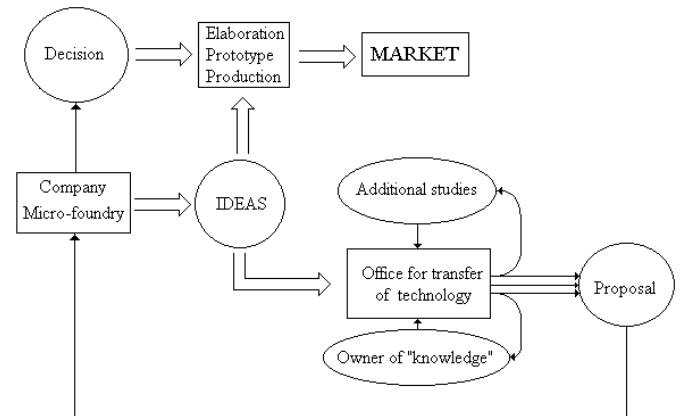 Decision
Elaboration
Prototype
Production
MARKET
Company
Micro-foundry
IDEAS
Additional studies
Office for transfer
of technology
Proposal
Owner of "knowledge"